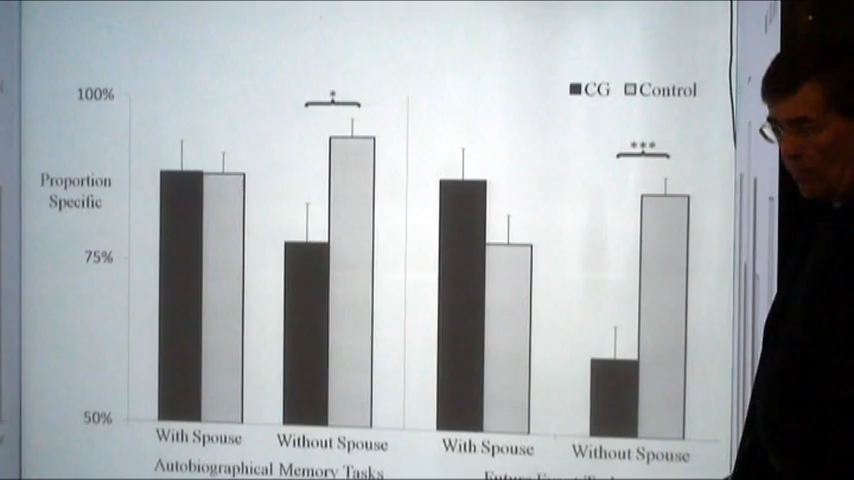 100%
*
CG Control
***
Proportion
Specific
75%
50%
With Spouse Without Spouse With Spouse Without Spouse
Autobiographical Memory Tasks